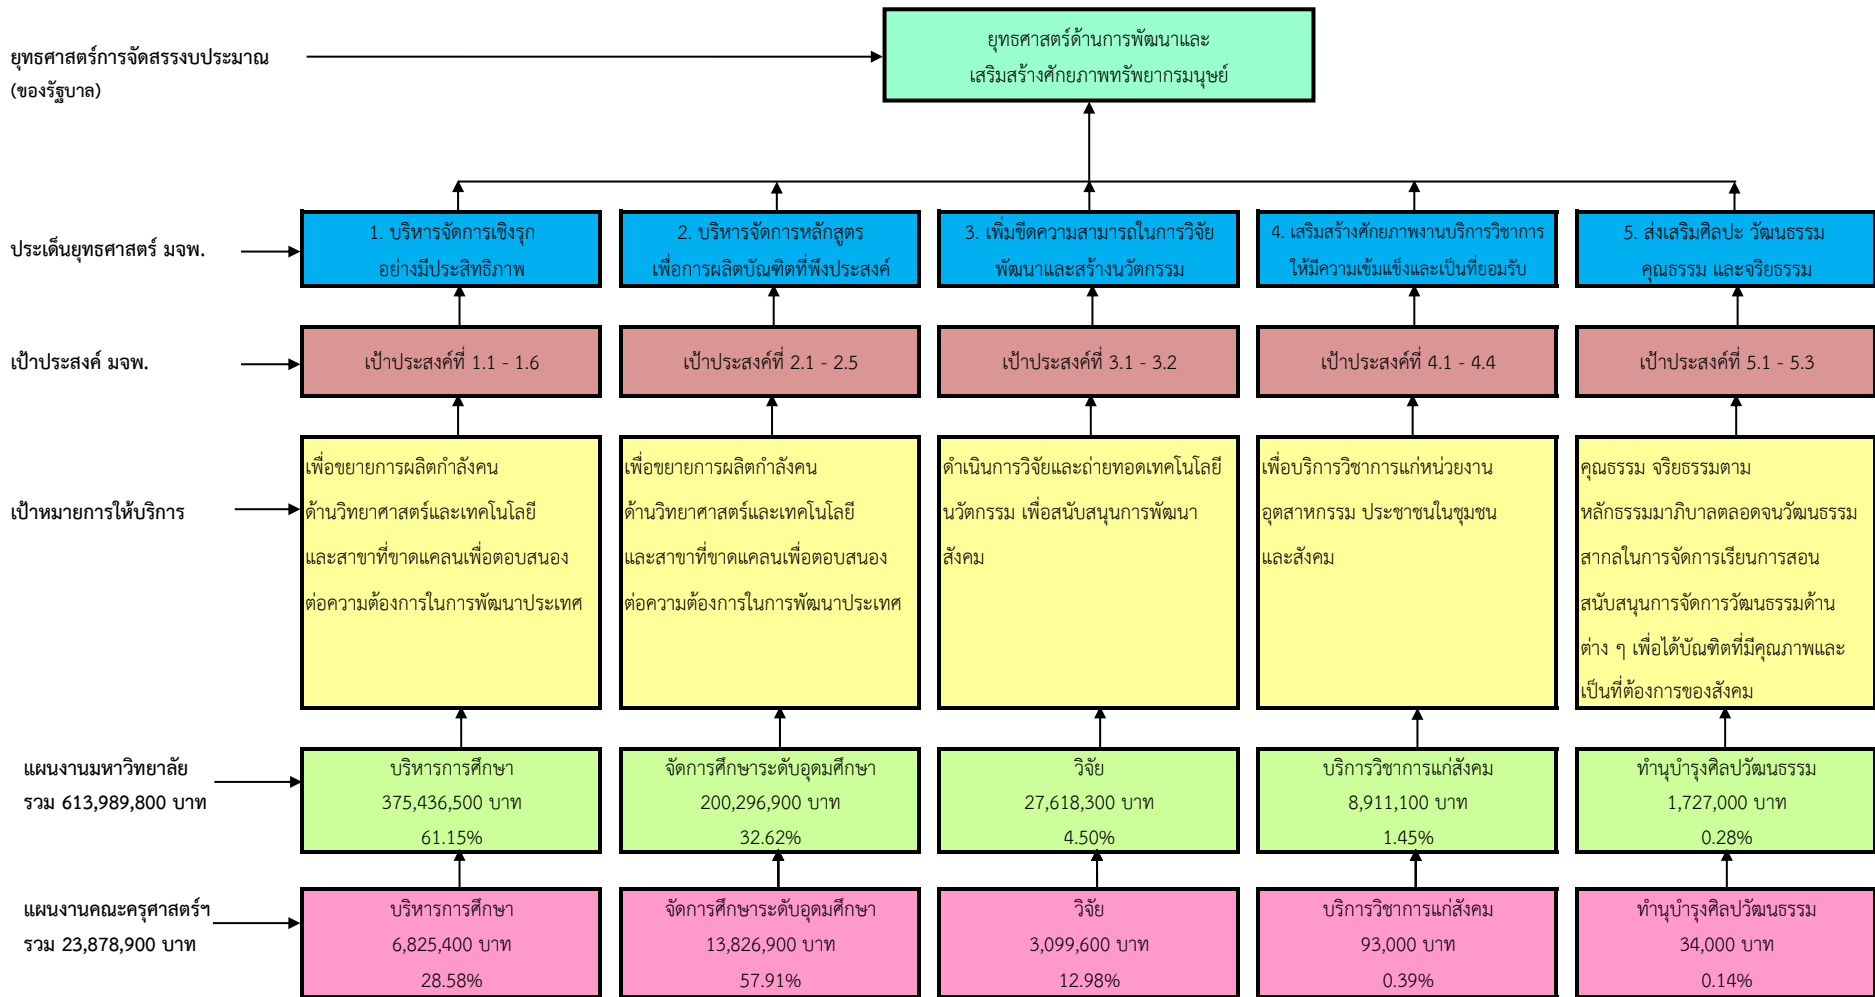 ยุทธศาสตร์การจัดสรรงบประมาณ
(ของรัฐบาล)
ยุทธศาสตร์ด้านการพัฒนาและ
เสริมสร้างศักยภาพทรัพยากรมนุษย์
ประเด็นยุทธศาสตร์ มจพ.
1. บริหารจัดการเชิงรุก
อย่างมีประสิทธิภาพ
2. บริหารจัดการหลักสูตร
เพื่อการผลิตบัณฑิตที่พึงประสงค์
3. เพิ่มขีดความสามารถในการวิจัย
พัฒนาและสร้างนวัตกรรม
4. เสริมสร้างศักยภาพงานบริการวิชาการ
ให้มีความเข้มแข็งและเป็นที่ยอมรับ
5. ส่งเสริมศิลปะ วัฒนธรรม
คุณธรรม และจริยธรรม
เป้าประสงค์ มจพ.
เป้าประสงค์ที่ 1.1 - 1.6
เป้าประสงค์ที่ 2.1 - 2.5
เป้าประสงค์ที่ 3.1 - 3.2
เป้าประสงค์ที่ 4.1 - 4.4
เป้าประสงค์ที่ 5.1 - 5.3
เป้าหมายการให้บริการ
เพื่อขยายการผลิตกำลังคน
ด้านวิทยาศาสตร์และเทคโนโลยี
และสาขาที่ขาดแคลนเพื่อตอบสนอง
ต่อความต้องการในการพัฒนาประเทศ
เพื่อขยายการผลิตกำลังคน
ด้านวิทยาศาสตร์และเทคโนโลยี
และสาขาที่ขาดแคลนเพื่อตอบสนอง
ต่อความต้องการในการพัฒนาประเทศ
ดำเนินการวิจัยและถ่ายทอดเทคโนโลยี
นวัตกรรม เพื่อสนับสนุนการพัฒนา
สังคม
เพื่อบริการวิชาการแก่หน่วยงาน
อุตสาหกรรม ประชาชนในชุมชน
และสังคม
คุณธรรม จริยธรรมตาม
หลักธรรมมาภิบาลตลอดจนวัฒนธรรม
สากลในการจัดการเรียนการสอน
สนับสนุนการจัดการวัฒนธรรมด้าน
ต่าง ๆ เพื่อได้บัณฑิตที่มีคุณภาพและ
เป็นที่ต้องการของสังคม
แผนงานมหาวิทยาลัย
รวม 613,989,800 บาท
บริหารการศึกษา
375,436,500 บาท
61.15%
จัดการศึกษาระดับอุดมศึกษา
200,296,900 บาท
32.62%
วิจัย
27,618,300 บาท
4.50%
บริการวิชาการแก่สังคม
8,911,100 บาท
1.45%
ทำนุบำรุงศิลปวัฒนธรรม
1,727,000 บาท
0.28%
แผนงานคณะครุศาสตร์ฯ
รวม 23,878,900 บาท
บริหารการศึกษา
6,825,400 บาท
28.58%
จัดการศึกษาระดับอุดมศึกษา
13,826,900 บาท
57.91%
วิจัย
3,099,600 บาท
12.98%
บริการวิชาการแก่สังคม
93,000 บาท
0.39%
ทำนุบำรุงศิลปวัฒนธรรม
34,000 บาท
0.14%